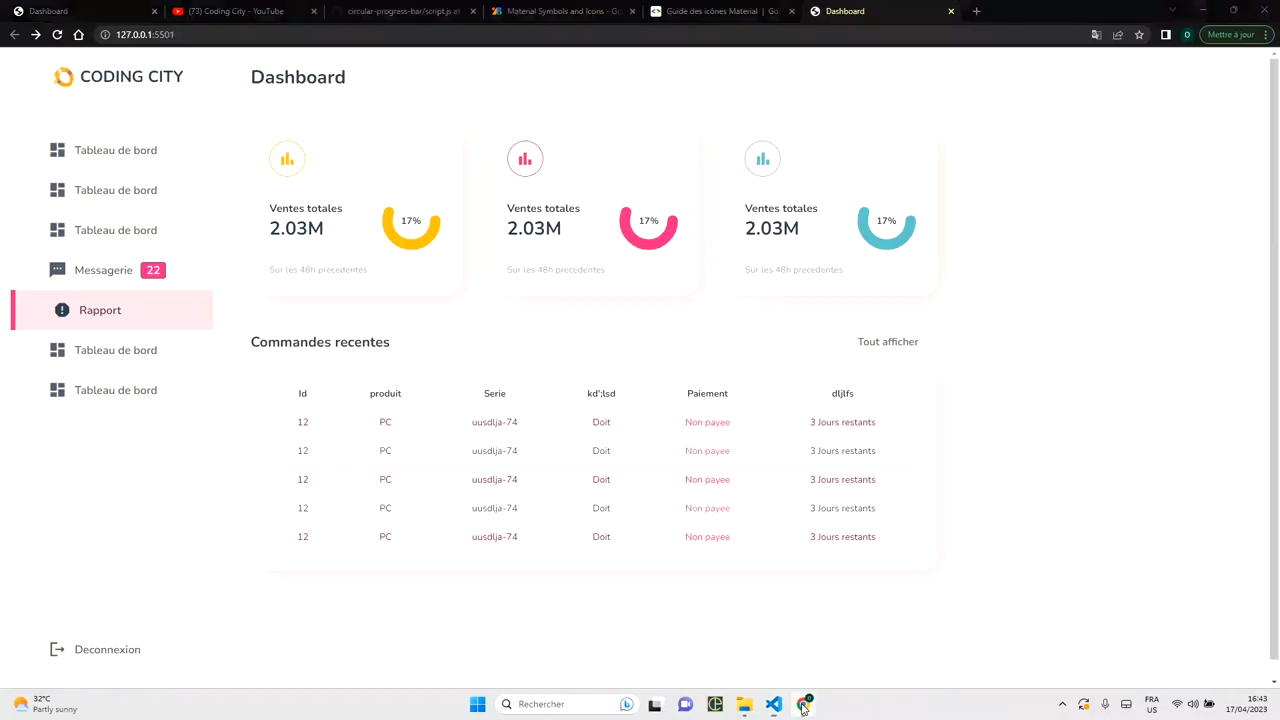 Dashboard
(73) Coding City - YouTube
circular-progress-bar/script.js at
Material Symbols and Icons - Go
Guide des icônes Material | Go
Dashboard
127.0.0.1:5501
O
Mettre à jour
CODING CITY
Dashboard
Tableau de bord
Tableau de bord
Tableau de bord
Messagerie 22
Rapport
Tableau de bord
Tableau de bord
Deconnexion
Ventes totales
2.03M
17%
Sur les 48h precedentes
Ventes totales
2.03M
17%
Sur les 48h precedentes
Ventes totales
2.03M
17%
Sur les 48h precedentes
Commandes recentes
Tout afficher
Id produit Serie kd';lsd Paiement dljlfs
12 PC uusdlja-74 Doit Non payee 3 Jours restants
12 PC uusdlja-74 Doit Non payee 3 Jours restants
12 PC uusdlja-74 Doit Non payee 3 Jours restants
12 PC uusdlja-74 Doit Non payee 3 Jours restants
12 PC uusdlja-74 Doit Non payee 3 Jours restants
32°C
Partly sunny
Rechercher
FRA
US
16:43
17/04/2023